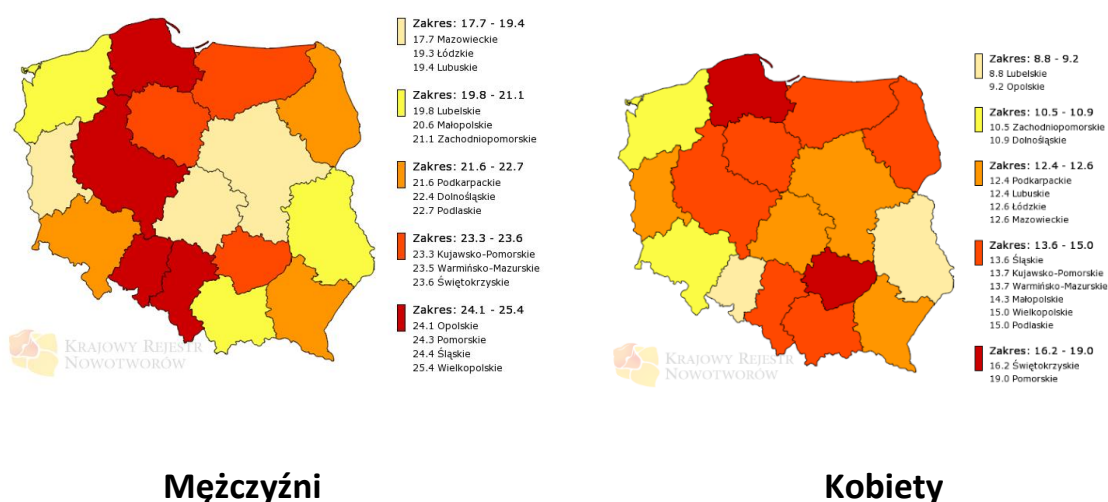 Zakres: 17.7 - 19.4
17.7 Mazowieckie
19.3 Łódzkie
19.4 Lubuskie
Zakres: 19.8 - 21.1
19.8 Lubelskie
20.6 Małopolskie
21.1 Zachodniopomorskie
Zakres: 21.6 - 22.7
21.6 Podkarpackie
22.4 Dolnośląskie
22.7 Podlaskie
Zakres: 23.3 - 23.6
23.3 Kujawsko-Pomorskie
23.5 Warmińsko-Mazurskie
23.6 Świętokrzyskie
Zakres: 24.1 - 25.4
24.1 Opolskie
24.3 Pomorskie
24.4 Śląskie
25.4 Wielkopolskie
Krajowy Rejestr
Nowotworów
Mężczyźni
Zakres: 8.8 - 9.2
8.8 Lubelskie
9.2 Opolskie
Zakres: 10.5 - 10.9
10.5 Zachodniopomorskie
10.9 Dolnośląskie
Zakres: 12.4 - 12.6
12.4 Podkarpackie
12.4 Lubuskie
12.6 Łódzkie
12.6 Mazowieckie
Zakres: 13.6 - 15.0
13.6 Śląskie
13.7 Kujawsko-Pomorskie
13.7 Warmińsko-Mazurskie
14.3 Małopolskie
15.0 Wielkopolskie
15.0 Podlaskie
Zakres: 16.2 - 19.0
16.2 Świętokrzyskie
19.0 Pomorskie
Krajowy Rejestr
Nowotworów
Kobiety